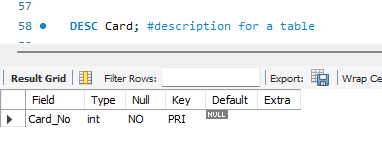 57
58 DESC Card; #description for a table
Result Grid Filter Rows: Export: Wrap Ce
Field Type Null Key Default Extra
Card_No int NO PRI NULL